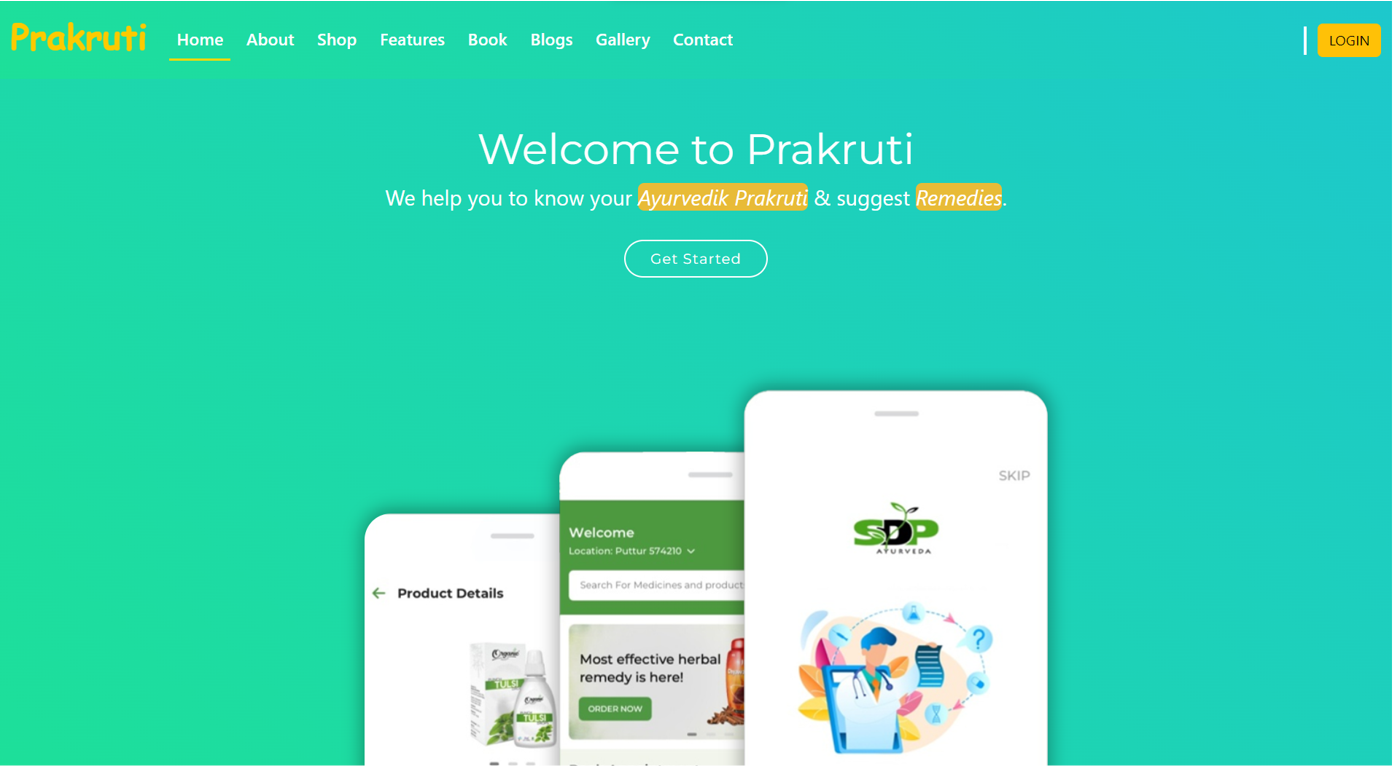 Prakruti
Home About Shop Features Book Blogs Gallery Contact
LOGIN
Welcome to Prakruti
We help you to know your Ayurvedik Prakruti & suggest Remedies.
Get Started
Product Details
Organic
TULSI
Organic
TULSI
Welcome
Location: Puttur 574210
Search For Medicines and product
Most effective herbal
remedy is here!
ORDER NOW
SKIP
SDP
AYURVEDA
?